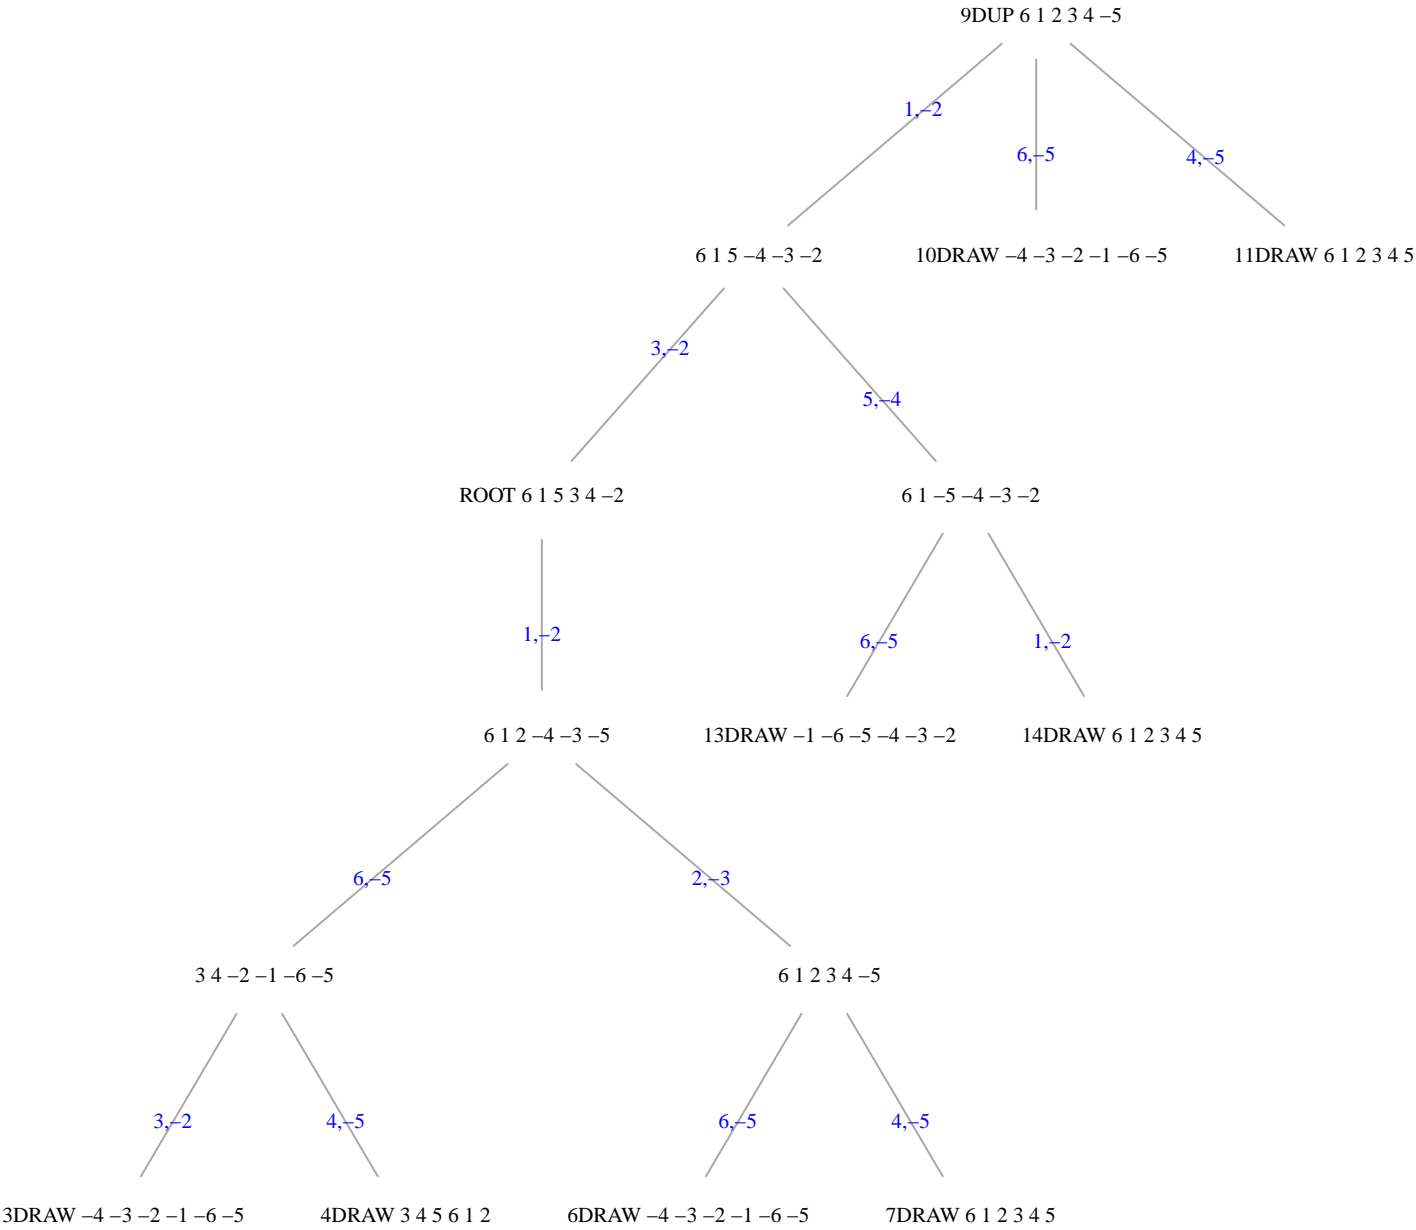 9DUP 6 1 2 3 4 –5
1,–2
6,–5
4,–5
6 1 5 –4 –3 –2
10DRAW –4 –3 –2 –1 –6 –5
11DRAW 6 1 2 3 4 5
3,–2
5,–4
ROOT 6 1 5 3 4 –2
6 1 –5 –4 –3 –2
1,–2
6,–5
1,–2
6 1 2 –4 –3 –5
13DRAW –1 –6 –5 –4 –3 –2
14DRAW 6 1 2 3 4 5
6,–5
2,–3
3 4 –2 –1 –6 –5
6 1 2 3 4 –5
3,–2
4,–5
6,–5
4,–5
3DRAW –4 –3 –2 –1 –6 –5
4DRAW 3 4 5 6 1 2
6DRAW –4 –3 –2 –1 –6 –5
7DRAW 6 1 2 3 4 5